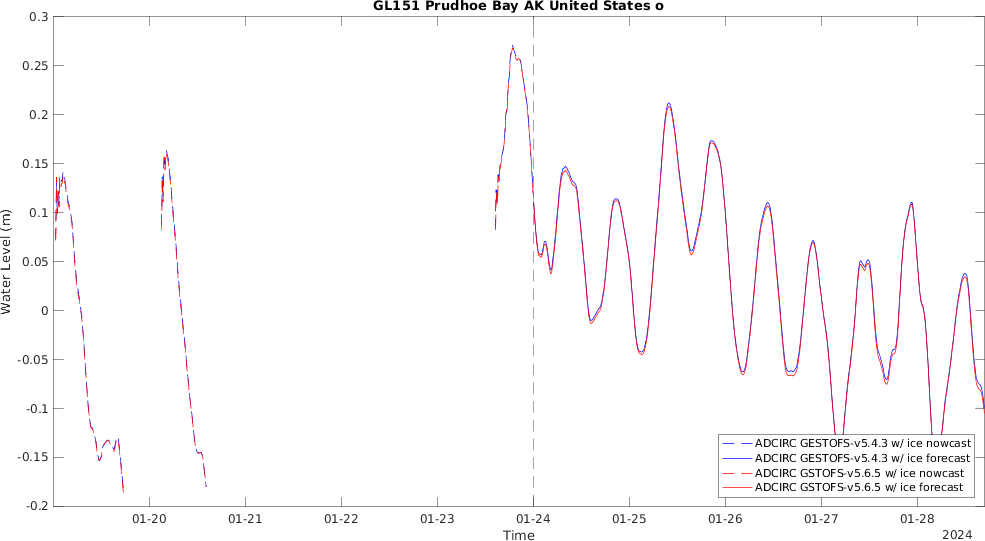 GL151 Prudhoe Bay AK United States o
0.3
0.25
0.2
0.15
0.1
0.05
0
-0.05
-0.1
-0.15
-0.2
Water Level (m)
ADCIRC GESTOFS-v5.4.3 w/ ice nowcast
ADCIRC GESTOFS-v5.4.3 w/ ice forecast
ADCIRC GSTOFS-v5.6.5 w/ ice nowcast
ADCIRC GSTOFS-v5.6.5 w/ ice forecast
01-20 01-21 01-22 01-23 01-24 01-25 01-26 01-27 01-28
Time
2024